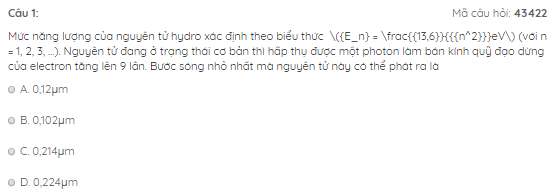 Câu 1: Mã câu hỏi: 43422
Mức năng lượng của nguyên tử hydro xác định theo biểu thức \({E_n} = \frac{{13,6}}{{{n^2}}}eV\) (với n
= 1, 2, 3, ...). Nguyên tử đang ở trạng thái cơ bản thì hấp thụ được một photon làm bán kính quỹ đạo dừng
của electron tăng lên 9 lần. Bước sóng nhỏ nhất mà nguyên tử này có thể phát ra là
A. 0,12μm
B. 0,102μm
C. 0,214μm
D. 0,224μm